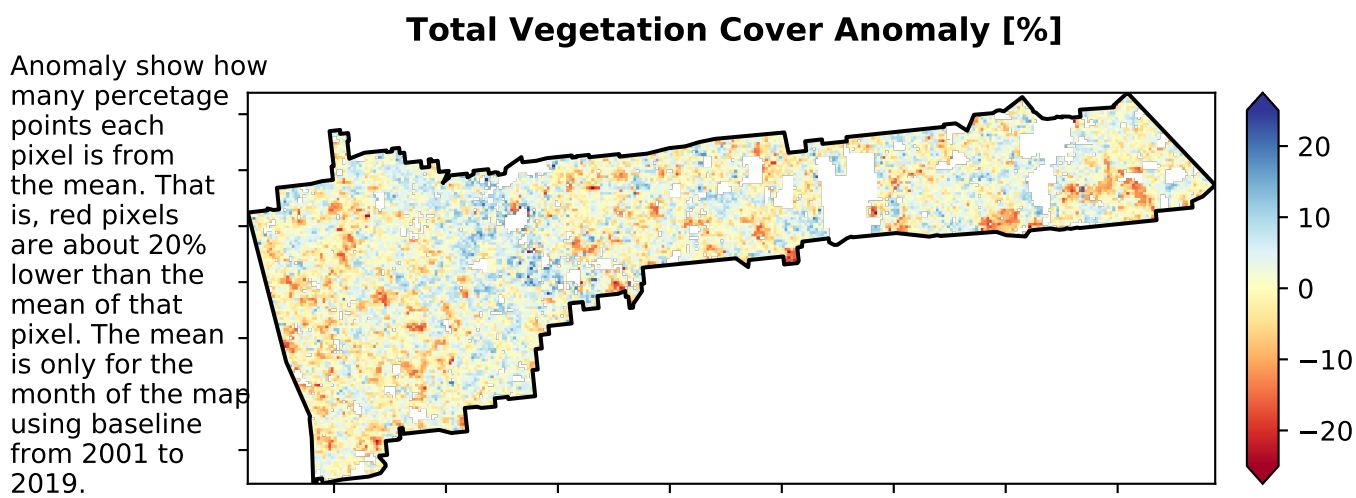 Total Vegetation Cover Anomaly [%]
Anomaly show how
many percetage
points each
pixel is from
the mean. That
is, red pixels
are about 20%
lower than the
mean of that
pixel. The mean
is only for the
month of the map
using baseline
from 2001 to
2019.
20
10
0
−10
−20